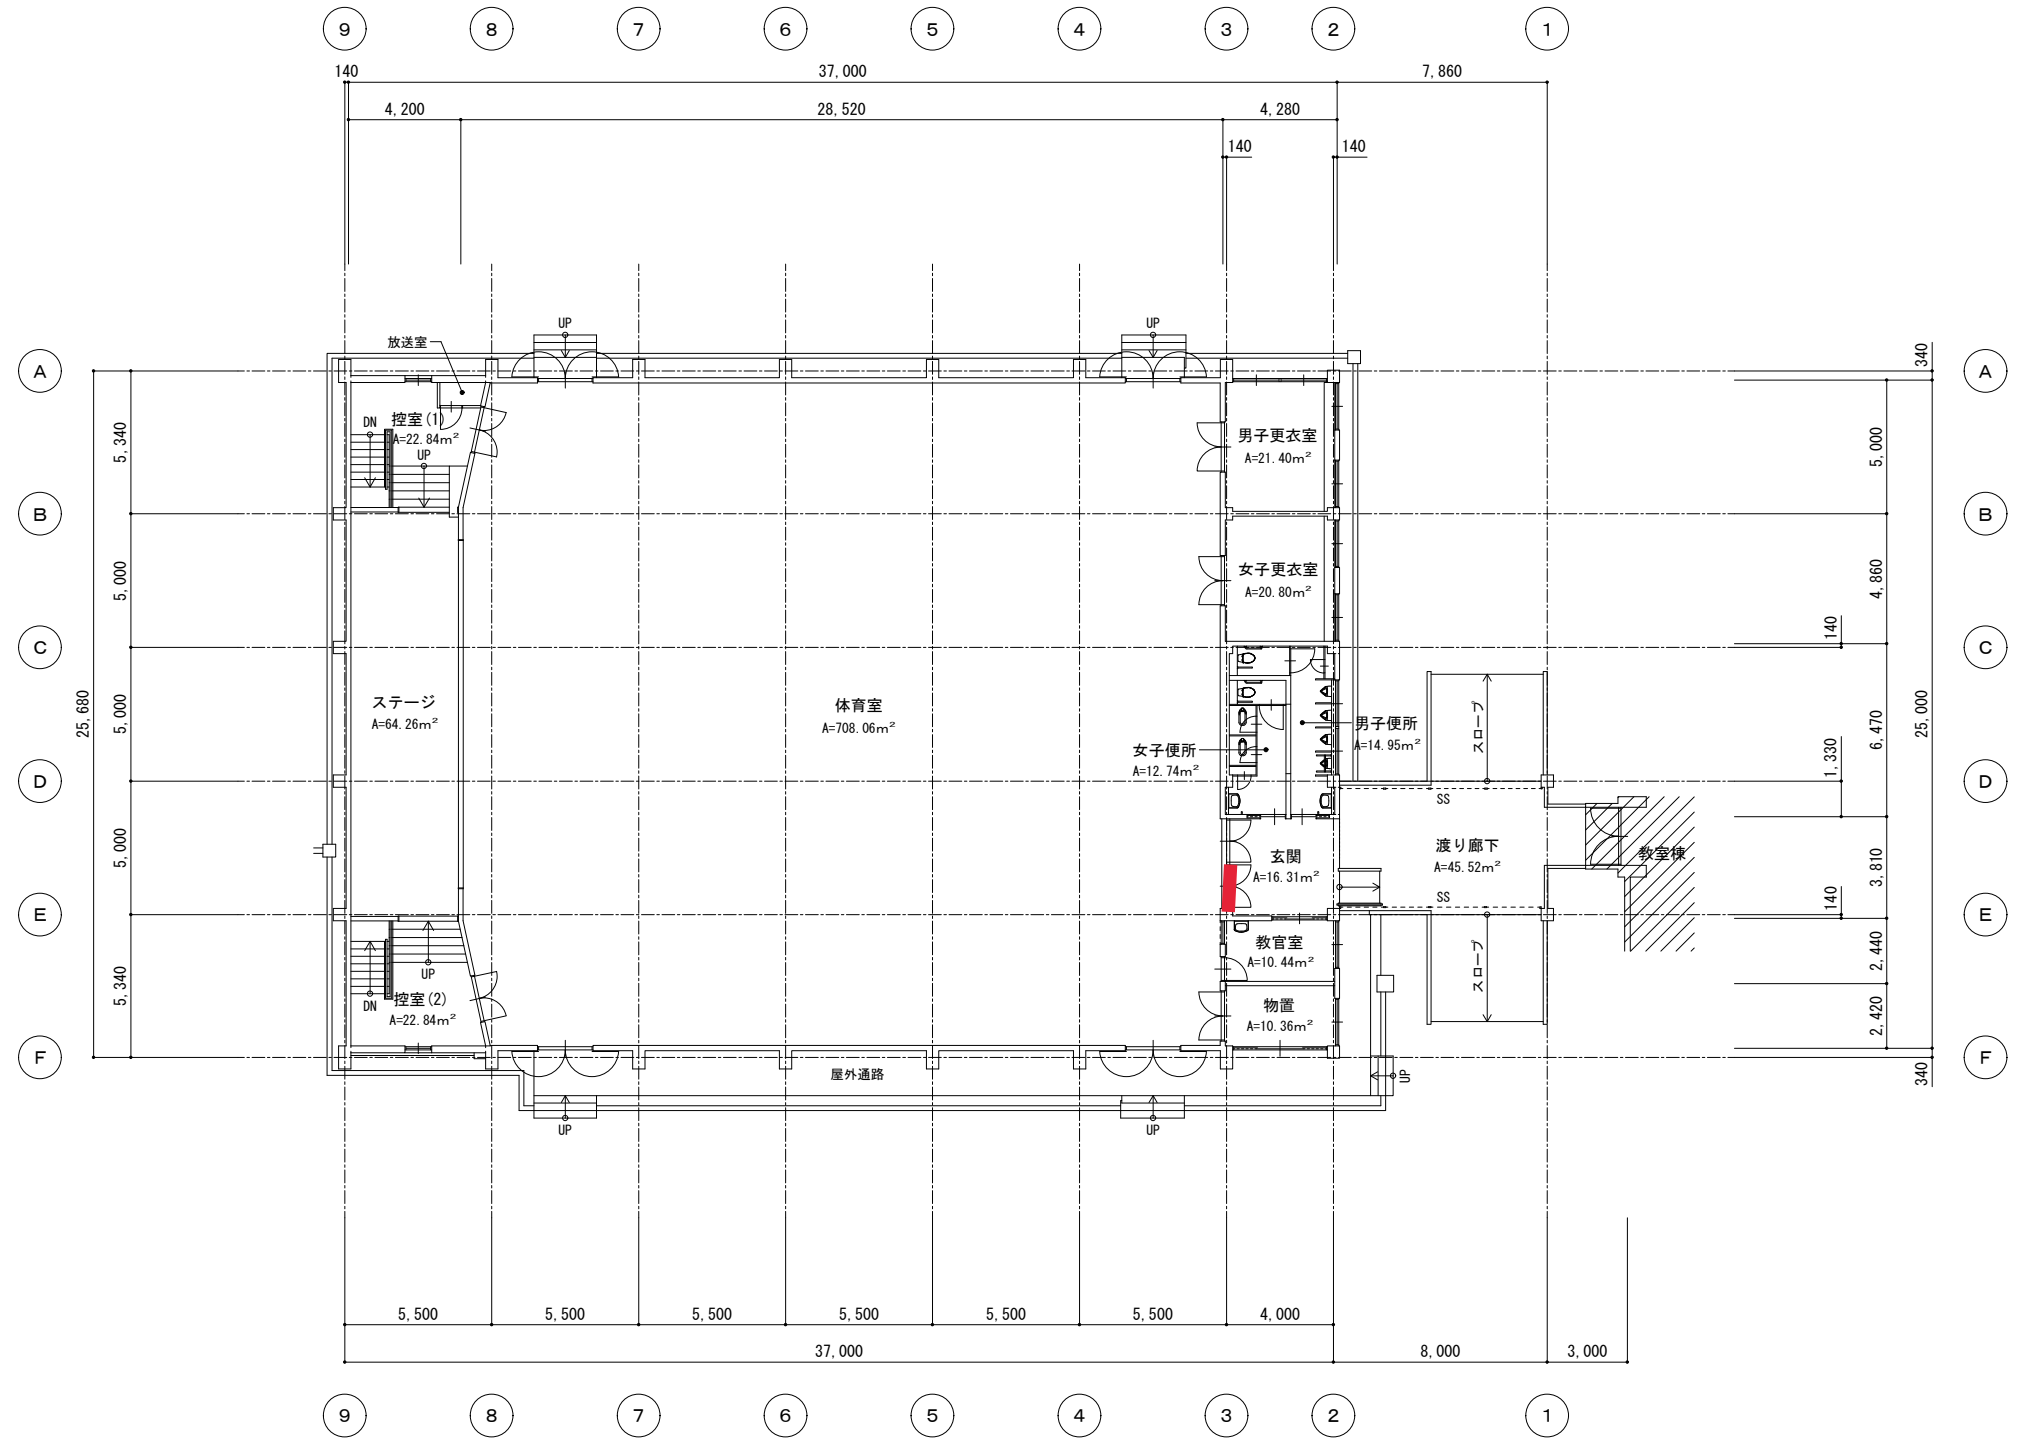 9 8 7 6 5 4 3 2 1
140 37,000 7,860
4,200 28,520 4,280
140 140
UP UP
放送室
A 340 A
控室(1)
A=22.84m²
DN
UP
5,340
男子更衣室
A=21.40m²
5,000
B B
5,000
女子更衣室
A=20.80m²
4,860
140
C C
25,680
5,000
ステージ
A=64.26m²
体育室
A=708.06m²
女子便所
A=12.74m²
男子便所
A=14.95m²
スロープ
6,470
25,000
1,330
D D
SS
5,000
玄関
A=16.31m²
渡り廊下
A=45.52m²
教室棟
3,810
SS
140
E E
5,340
UP
DN
控室(2)
A=22.84m²
教官室
A=10.44m²
物置
A=10.36m²
スロープ
2,440
2,420
F F
340
屋外通路
UP
UP UP
5,500 5,500 5,500 5,500 5,500 5,500 4,000
37,000 8,000 3,000
9 8 7 6 5 4 3 2 1